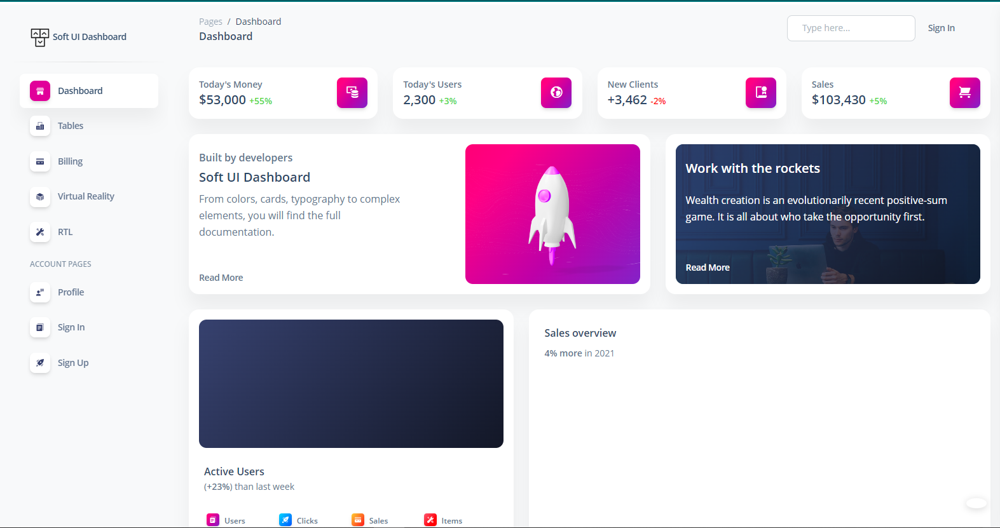 Soft UI Dashboard
Pages / Dashboard
Dashboard
Type here...
Sign In
Dashboard
Tables
Billing
Virtual Reality
RTL
ACCOUNT PAGES
Profile
Sign In
Sign Up
Today's Money
$53,000 +55%
Today's Users
2,300 +3%
New Clients
+3,462 -2%
Sales
$103,430 +5%
Built by developers
Soft UI Dashboard
From colors, cards, typography to complex
elements, you will find the full
documentation.
Read More
Work with the rockets
Wealth creation is an evolutionarily recent positive-sum
game. It is all about who take the opportunity first.
Read More
Active Users
(+23%) than last week
Users
Clicks
Sales
Items
Sales overview
4% more in 2021